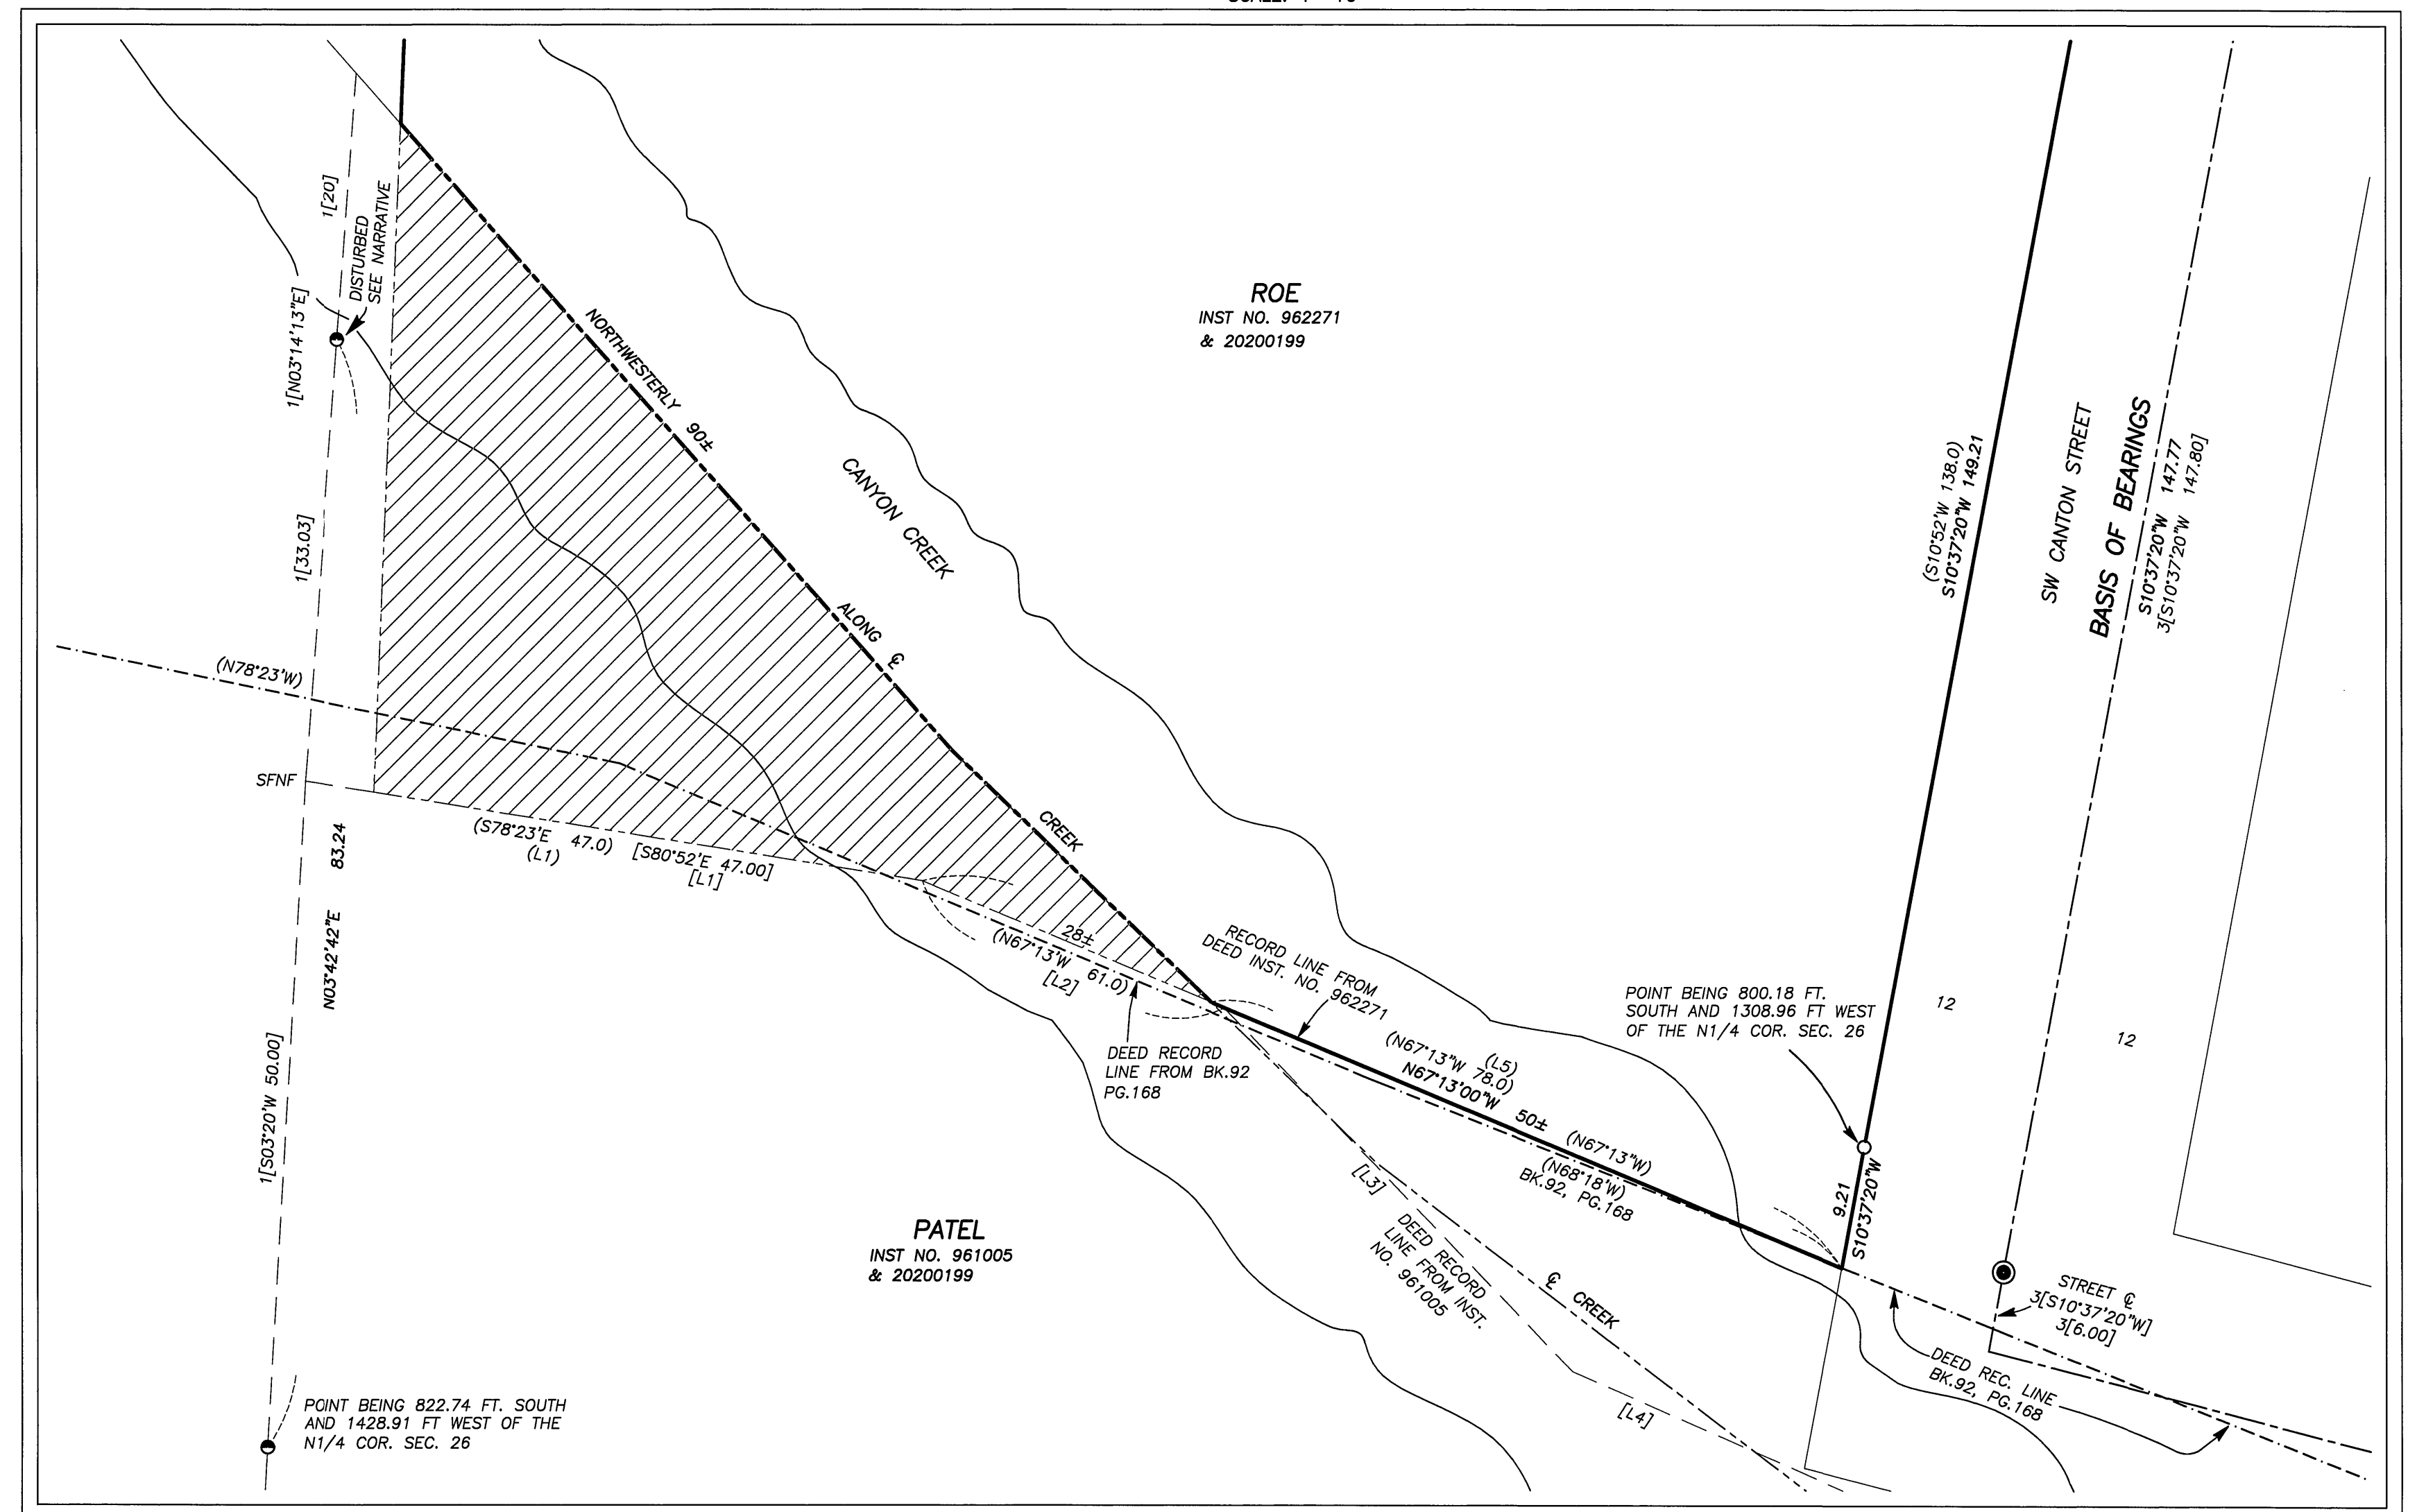 1[20]
DISTURBED
SEE NARRATIVE
1[N03°14'13"E]
1[33.03]
NORTHWESTERLY 90±
ALONG ℄
CREEK
CANYON CREEK
ROE
INST NO. 962271
& 20200199
(S10°52'W 138.0)
S10°37'20"W 149.21
SW CANTON STREET
BASIS OF BEARINGS
S10°37'20"W 147.77
3[S10°37'20"W 147.80]
(N78°23'W)
SFNF
83.24
N03°42'42"E
(S78°23'E 47.0)
(L1)
[S80°52'E 47.00]
[L1]
28±
(N67°13'W 61.0)
[L2]
RECORD LINE FROM
DEED INST. NO. 962271
DEED RECORD
LINE FROM BK.92
PG.168
POINT BEING 800.18 FT.
SOUTH AND 1308.96 FT WEST
OF THE N1/4 COR. SEC. 26
12
12
(L5)
(N67°13"W 78.0)
N67°13'00"W 50±
(N67°13"W)
(N68°18'W)
BK.92, PG.168
9.21
S10°37'20"W
1[S03°20'W 50.00]
[L3]
DEED RECORD
LINE FROM INST.
NO. 961005
℄ CREEK
PATEL
INST NO. 961005
& 20200199
STREET ℄
3[S10°37'20"W]
3[6.00]
DEED REC. LINE
BK.92, PG.168
[L4]
POINT BEING 822.74 FT. SOUTH
AND 1428.91 FT WEST OF THE
N1/4 COR. SEC. 26